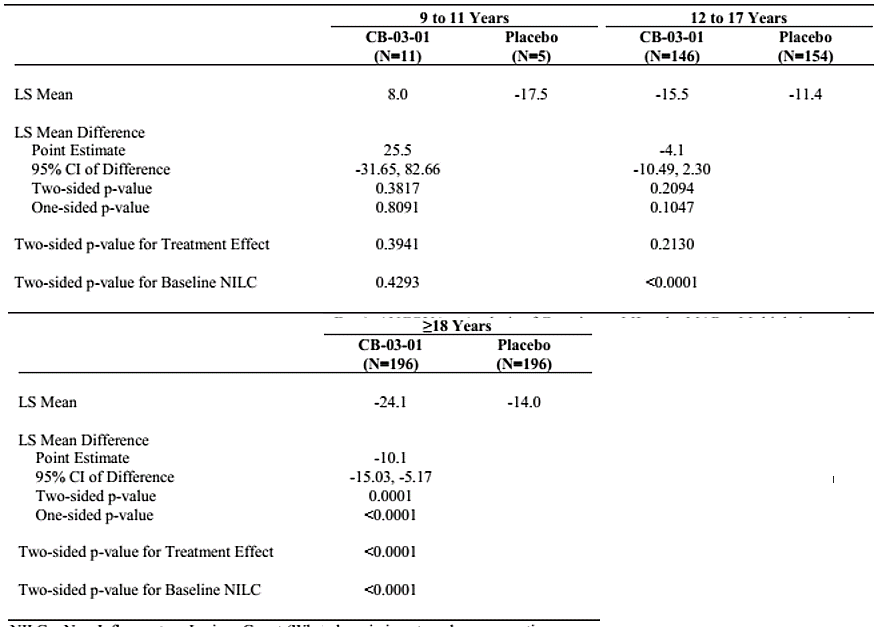 9 to 11 Years 12 to 17 Years
CB-03-01 Placebo CB-03-01 Placebo
(N=11) (N=5) (N=146) (N=154)
LS Mean 8.0 -17.5 -15.5 -11.4
LS Mean Difference
Point Estimate 25.5 -4.1
95% CI of Difference -31.65, 82.66 -10.49, 2.30
Two-sided p-value 0.3817 0.2094
One-sided p-value 0.8091 0.1047
Two-sided p-value for Treatment Effect 0.3941 0.2130
Two-sided p-value for Baseline NILC 0.4293 <0.0001
≥18 Years
CB-03-01 Placebo
(N=196) (N=196)
LS Mean -24.1 -14.0
LS Mean Difference
Point Estimate -10.1
95% CI of Difference -15.03, -5.17
Two-sided p-value 0.0001
One-sided p-value <0.0001
Two-sided p-value for Treatment Effect <0.0001
Two-sided p-value for Baseline NILC <0.0001